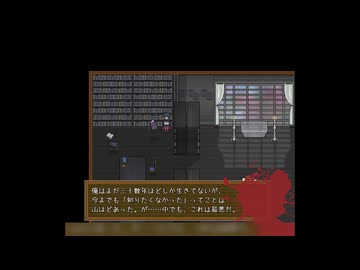 俺はまだ二十数年ほどしか生きてないが、
今までも「知りたくなかった」ってことは
山ほどあった。が……中でも、これは最悪だ。